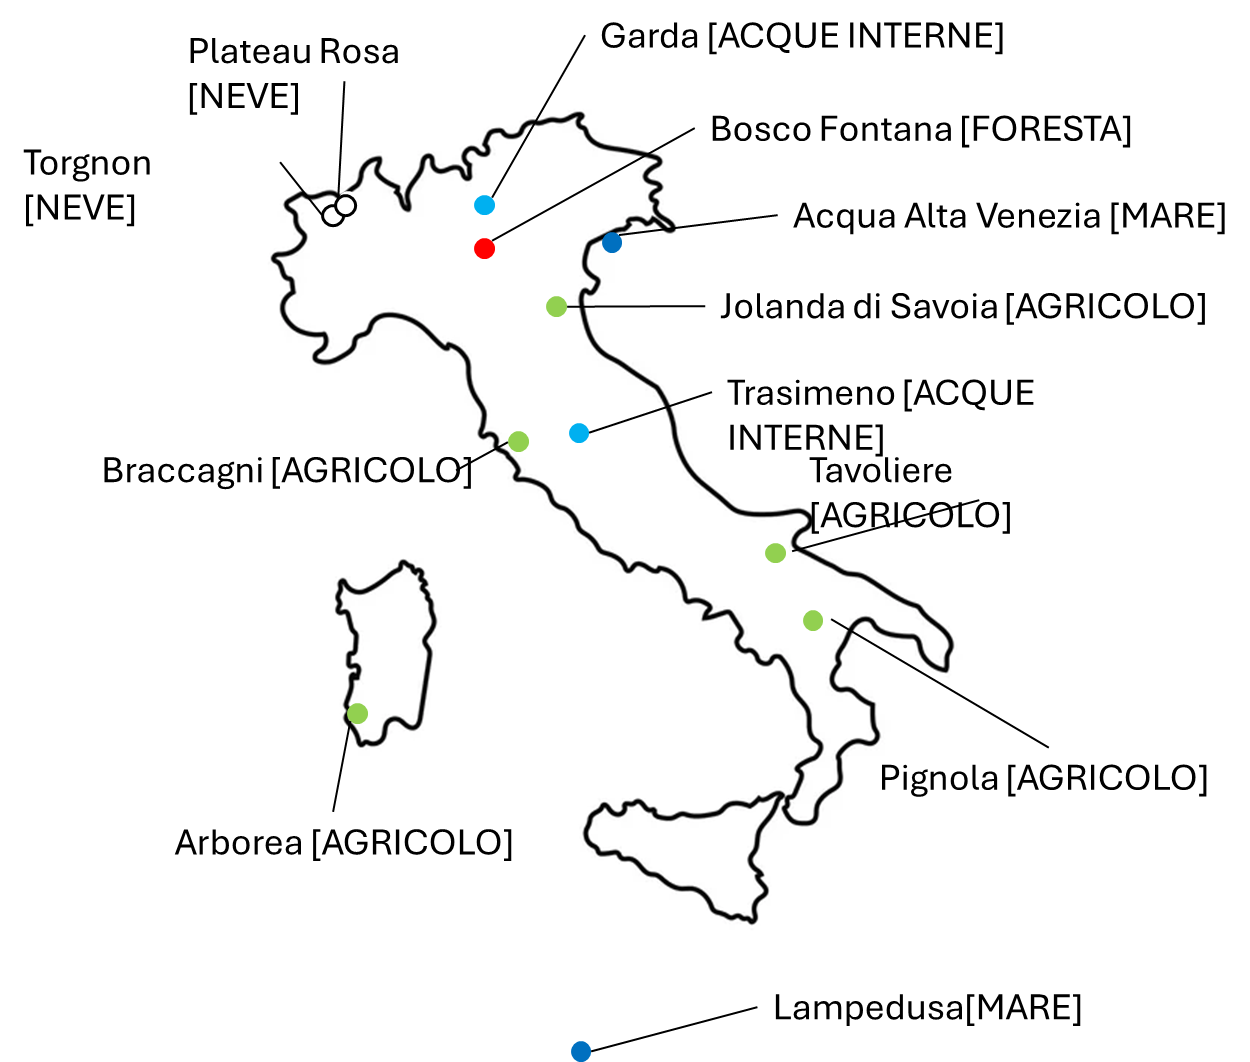 Garda [ACQUE INTERNE]
Plateau Rosa
[NEVE]
Bosco Fontana [FORESTA]
Torgnon
[NEVE]
Acqua Alta Venezia [MARE]
Jolanda di Savoia [AGRICOLO]
Trasimeno [ACQUE
INTERNE]
Braccagni [AGRICOLO]
Tavoliere
[AGRICOLO]
Pignola [AGRICOLO]
Arborea [AGRICOLO]
Lampedusa[MARE]